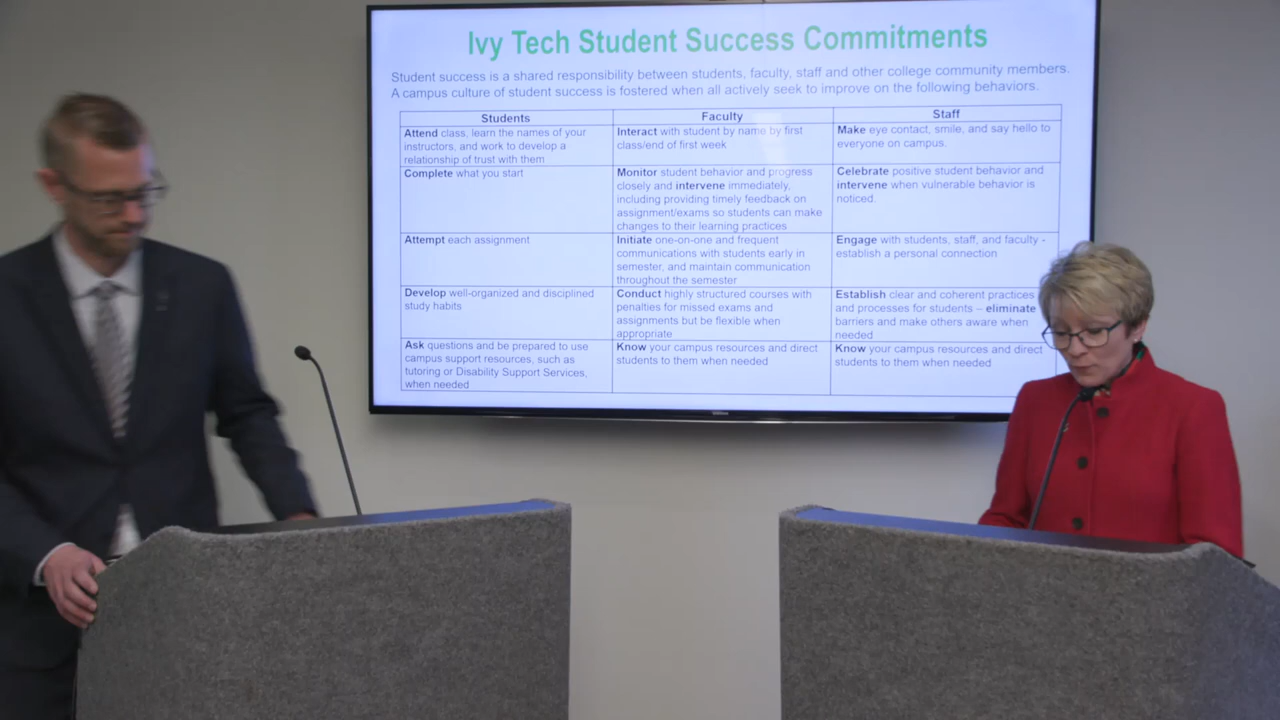 Ivy Tech Student Success Commitments
Student success is a shared responsibility between students, faculty, staff and other college community members.
A campus culture of student success is fostered when all actively seek to improve on the following behaviors.
Students
Faculty
Staff
Attend class, learn the names of your
instructors, and work to develop a
relationship of trust with them
Interact with student by name by first
class/end of first week
Make eye contact, smile, and say hello to
everyone on campus.
Complete what you start
Monitor student behavior and progress
closely and intervene immediately,
including providing timely feedback on
assignment/exams so students can make
changes to their learning practices
Celebrate positive student behavior and
intervene when vulnerable behavior is
noticed.
Attempt each assignment
Initiate one-on-one and frequent
communications with students early in
semester, and maintain communication
throughout the semester
Engage with students, staff, and faculty -
establish a personal connection
Develop well-organized and disciplined
study habits
Conduct highly structured courses with
penalties for missed exams and
assignments but be flexible when
appropriate
Establish clear and coherent practices
and processes for students – eliminate
barriers and make others aware when
needed
Ask questions and be prepared to use
campus support resources, such as
tutoring or Disability Support Services,
when needed
Know your campus resources and direct
students to them when needed
Know your campus resources and direct
students to them when needed